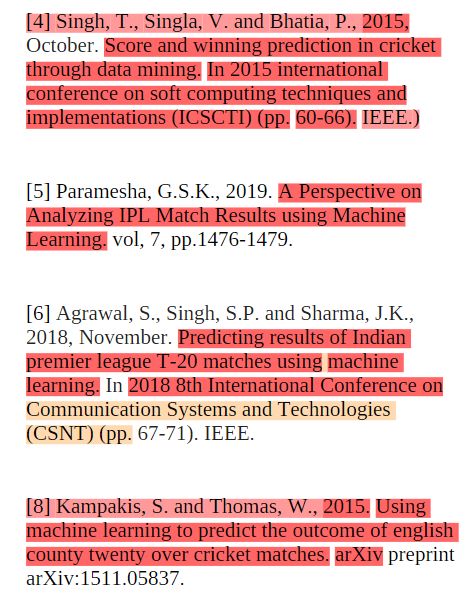 [4] Singh, T., Singla, V. and Bhatia, P., 2015,
October. Score and winning prediction in cricket
through data mining. In 2015 international
conference on soft computing techniques and
implementations (ICSCTI) (pp. 60-66). IEEE.)
[5] Paramesha, G.S.K., 2019. A Perspective on
Analyzing IPL Match Results using Machine
Learning. vol, 7, pp.1476-1479.
[6] Agrawal, S., Singh, S.P. and Sharma, J.K.,
2018, November. Predicting results of Indian
premier league T-20 matches using machine
learning. In 2018 8th International Conference on
Communication Systems and Technologies
(CSNT) (pp. 67-71). IEEE.
[8] Kampakis, S. and Thomas, W., 2015. Using
machine learning to predict the outcome of english
county twenty over cricket matches. arXiv preprint
arXiv:1511.05837.